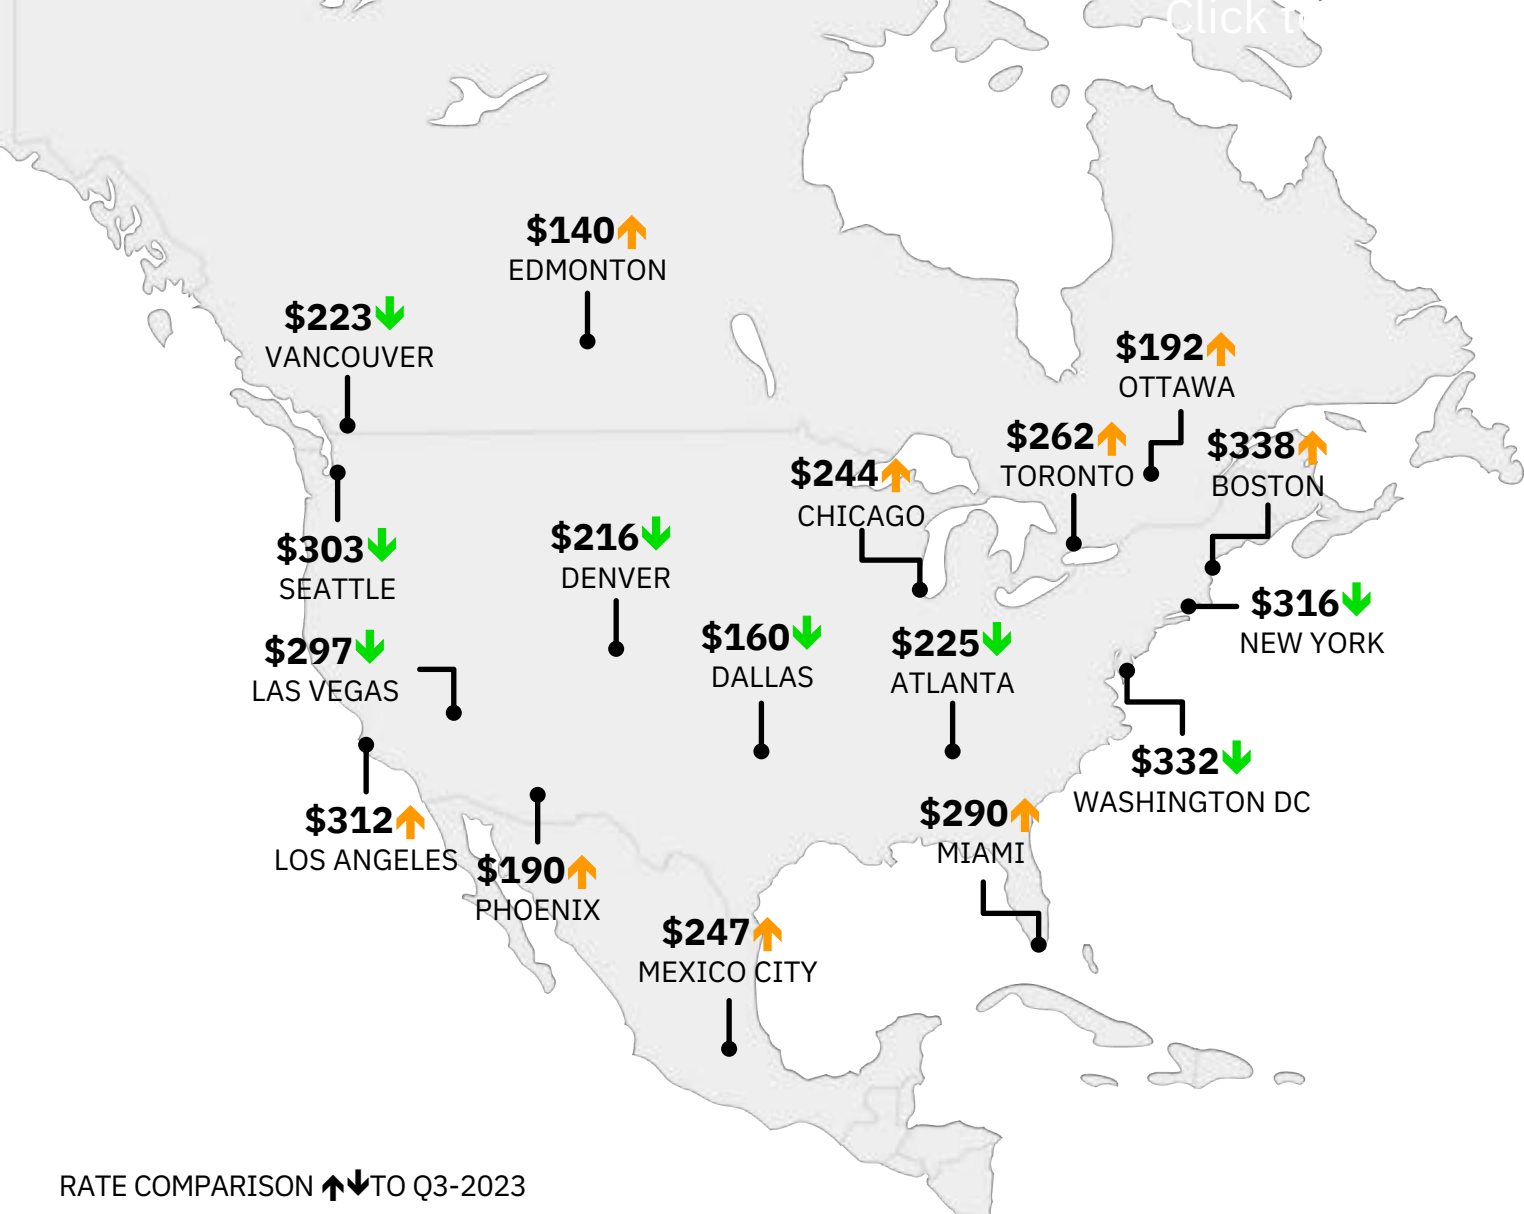 Click to
$140
EDMONTON
$223
VANCOUVER
$192
OTTAWA
$262
TORONTO
$338
BOSTON
$244
CHICAGO
$303
SEATTLE
$216
DENVER
$316
NEW YORK
$297
LAS VEGAS
$160
DALLAS
$225
ATLANTA
$332
WASHINGTON DC
$312
LOS ANGELES
$290
MIAMI
$190
PHOENIX
$247
MEXICO CITY
RATE COMPARISON ↑↓TO Q3-2023